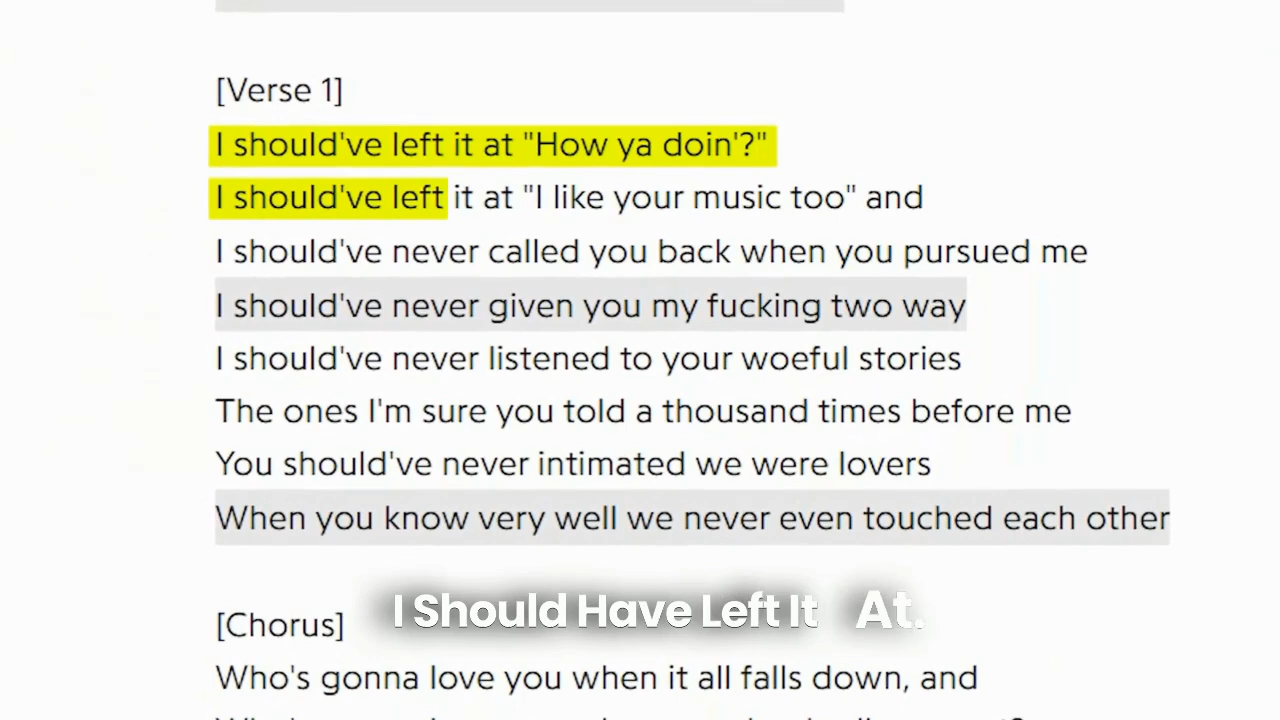 [Verse 1]
I should've left it at "How ya doin'?"
I should've left it at "I like your music too" and
I should've never called you back when you pursued me
I should've never given you my fucking two way
I should've never listened to your woeful stories
The ones I'm sure you told a thousand times before me
You should've never intimated we were lovers
When you know very well we never even touched each other
I Should Have Left It At.
[Chorus]
Who's gonna love you when it all falls down, and